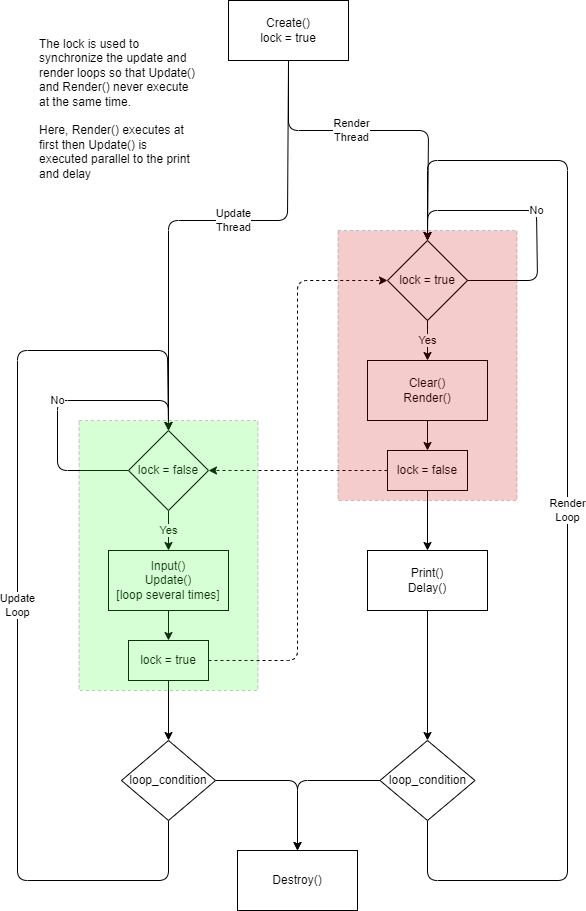 Create()
lock = true
The lock is used to
synchronize the update and
render loops so that Update()
and Render() never execute
at the same time.
Here, Render() executes at
first then Update() is
executed parallel to the print
and delay
Render
Thread
Update
Thread
No
lock = true
Yes
Clear()
Render()
No
lock = false
lock = false
Render
Loop
Yes
Input()
Update()
[loop several times]
Print()
Delay()
Update
Loop
lock = true
loop_condition
loop_condition
Destroy()